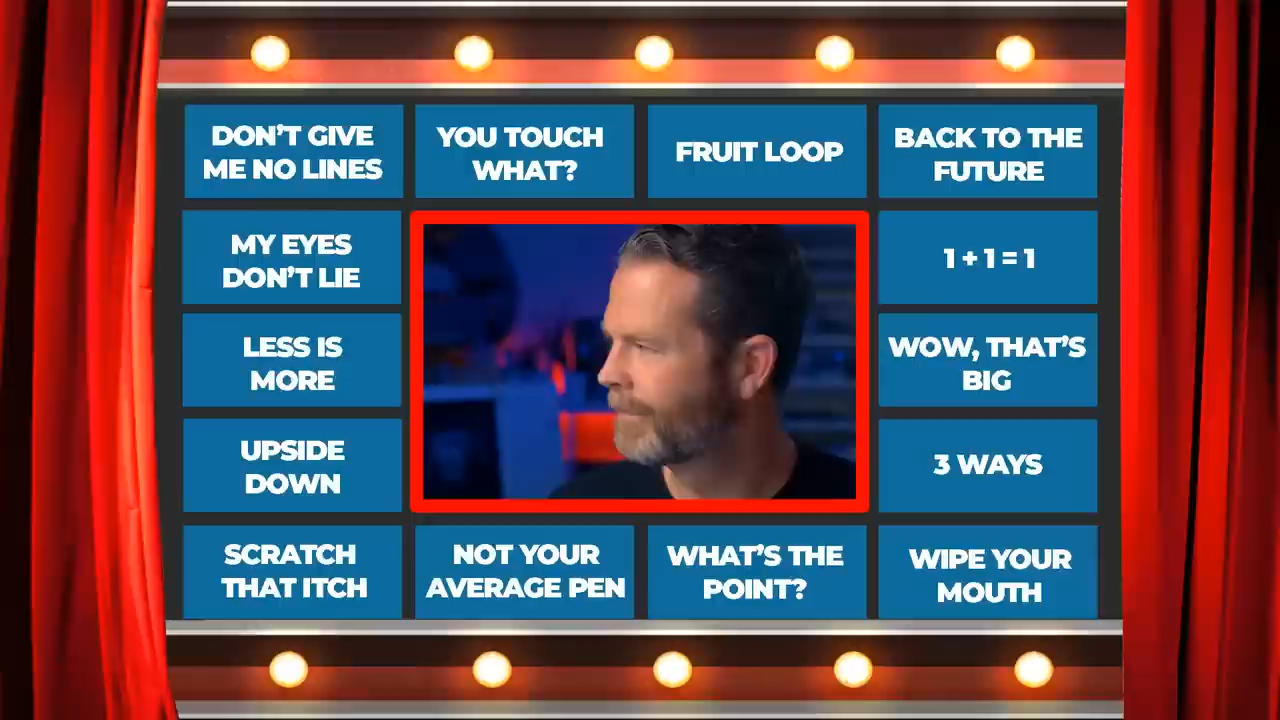 DON'T GIVE
ME NO LINES
YOU TOUCH
WHAT?
FRUIT LOOP
BACK TO THE
FUTURE
MY EYES
DON'T LIE
1 + 1 = 1
LESS IS
MORE
WOW, THAT'S
BIG
UPSIDE
DOWN
3 WAYS
SCRATCH
THAT ITCH
NOT YOUR
AVERAGE PEN
WHAT'S THE
POINT?
WIPE YOUR
MOUTH